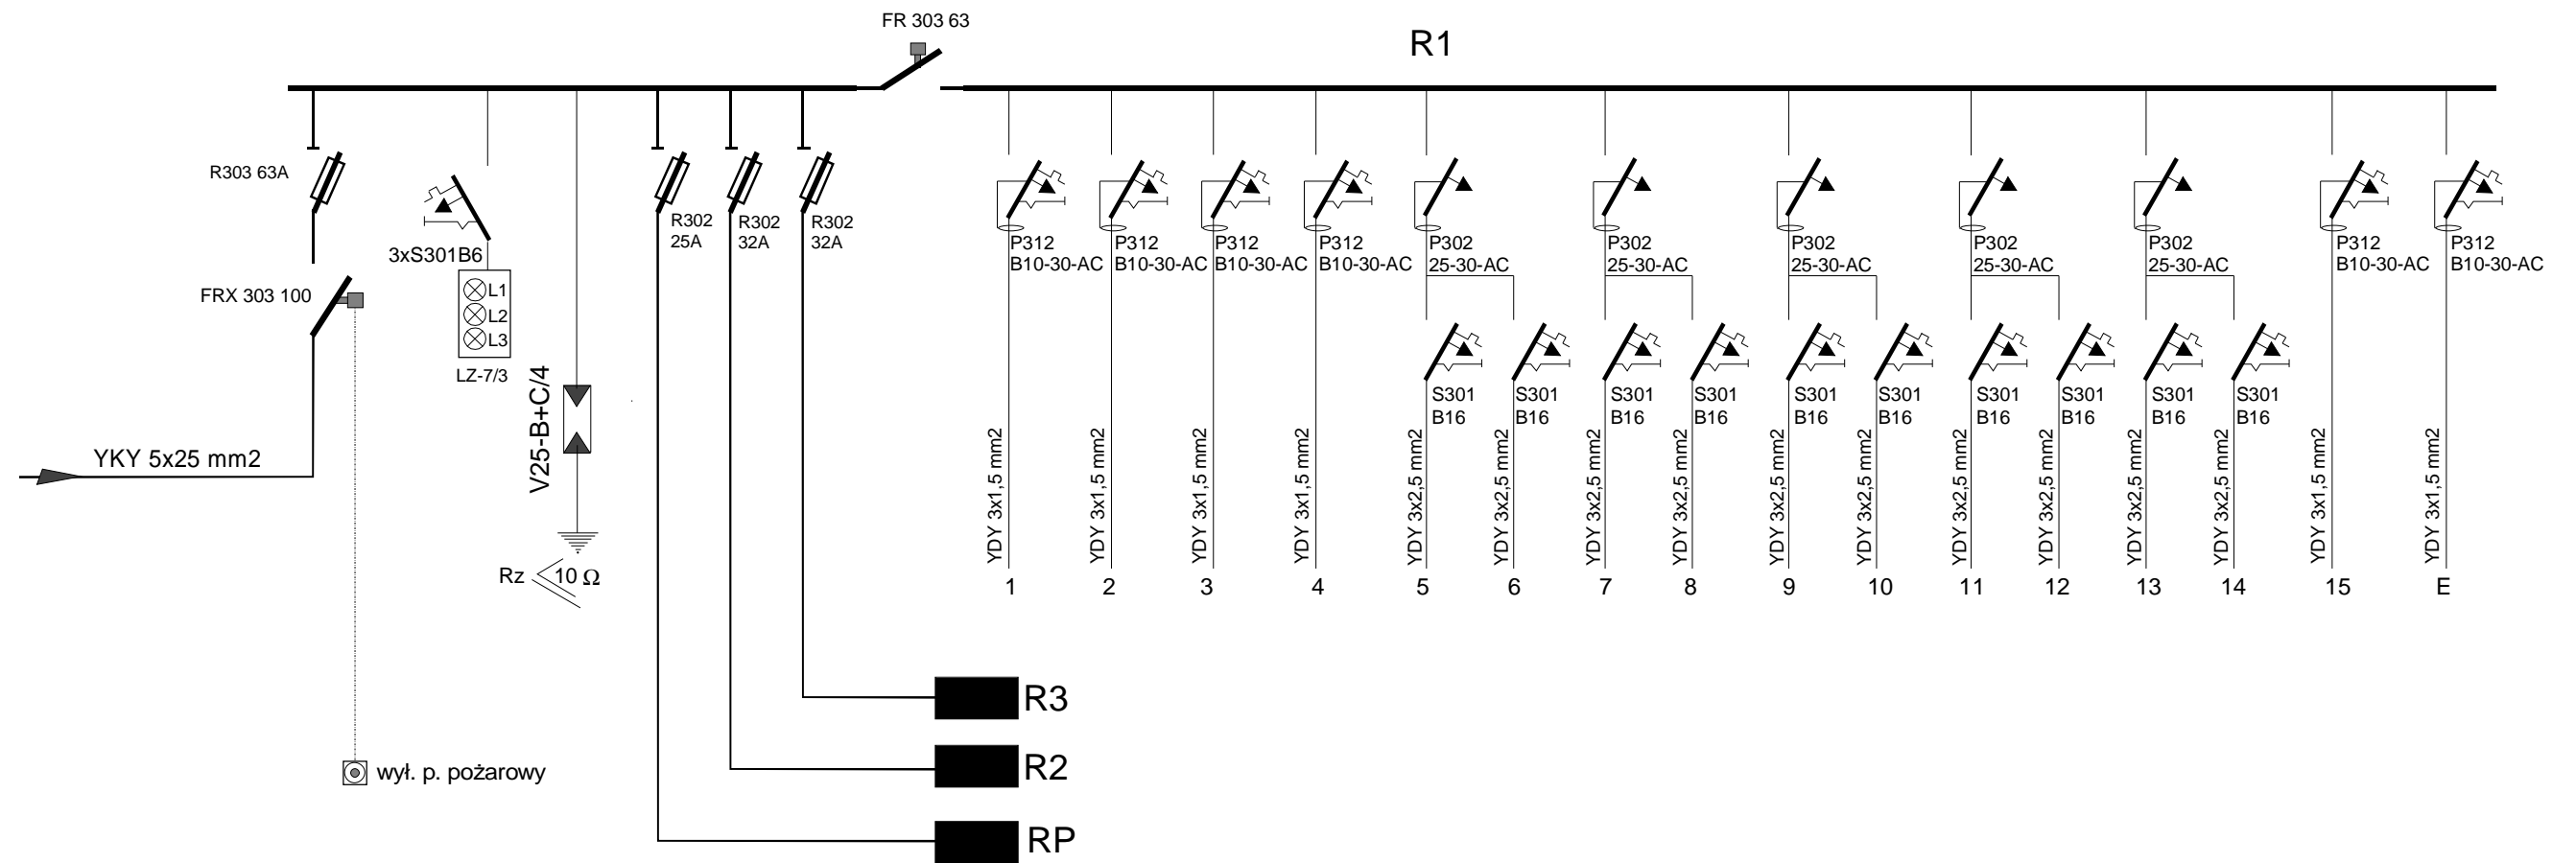 FR 303 63
R1
R303 63A
FRX 303 100
YKY 5x25 mm2
wył. p. pożarowy
3xS301B6
L1
L2
L3
LZ-7/3
V25-B+C/4
Rz < 10 Ω
R302
25A
R302
32A
R302
32A
R3
R2
RP
P312
B10-30-AC
P312
B10-30-AC
P312
B10-30-AC
P312
B10-30-AC
P302
25-30-AC
P302
25-30-AC
P302
25-30-AC
P302
25-30-AC
P302
25-30-AC
P312
B10-30-AC
P312
B10-30-AC
S301
B16
S301
B16
S301
B16
S301
B16
S301
B16
S301
B16
S301
B16
S301
B16
S301
B16
S301
B16
YDY 3x1,5 mm2
YDY 3x1,5 mm2
YDY 3x1,5 mm2
YDY 3x1,5 mm2
YDY 3x2,5 mm2
YDY 3x2,5 mm2
YDY 3x2,5 mm2
YDY 3x2,5 mm2
YDY 3x2,5 mm2
YDY 3x2,5 mm2
YDY 3x2,5 mm2
YDY 3x2,5 mm2
YDY 3x2,5 mm2
YDY 3x2,5 mm2
YDY 3x1,5 mm2
YDY 3x1,5 mm2
1 2 3 4 5 6 7 8 9 10 11 12 13 14 15 E